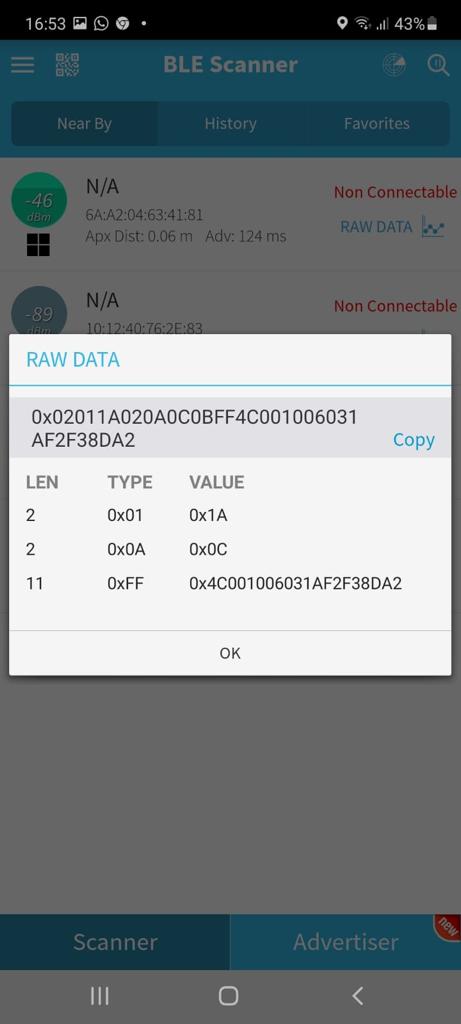 16:53
43%
BLE Scanner
Near By
History
Favorites
-46
dBm
N/A
Non Connectable
6A:A2:04:63:41:81
RAW DATA
Apx Dist: 0.06 m Adv: 124 ms
-89
dBm
N/A
Non Connectable
10:12:40:76:2E:83
RAW DATA
0x02011A020A0C0BFF4C001006031
AF2F38DA2
Copy
LEN TYPE VALUE
2 0x01 0x1A
2 0x0A 0x0C
11 0xFF 0x4C001006031AF2F38DA2
OK
new
Scanner
Advertiser